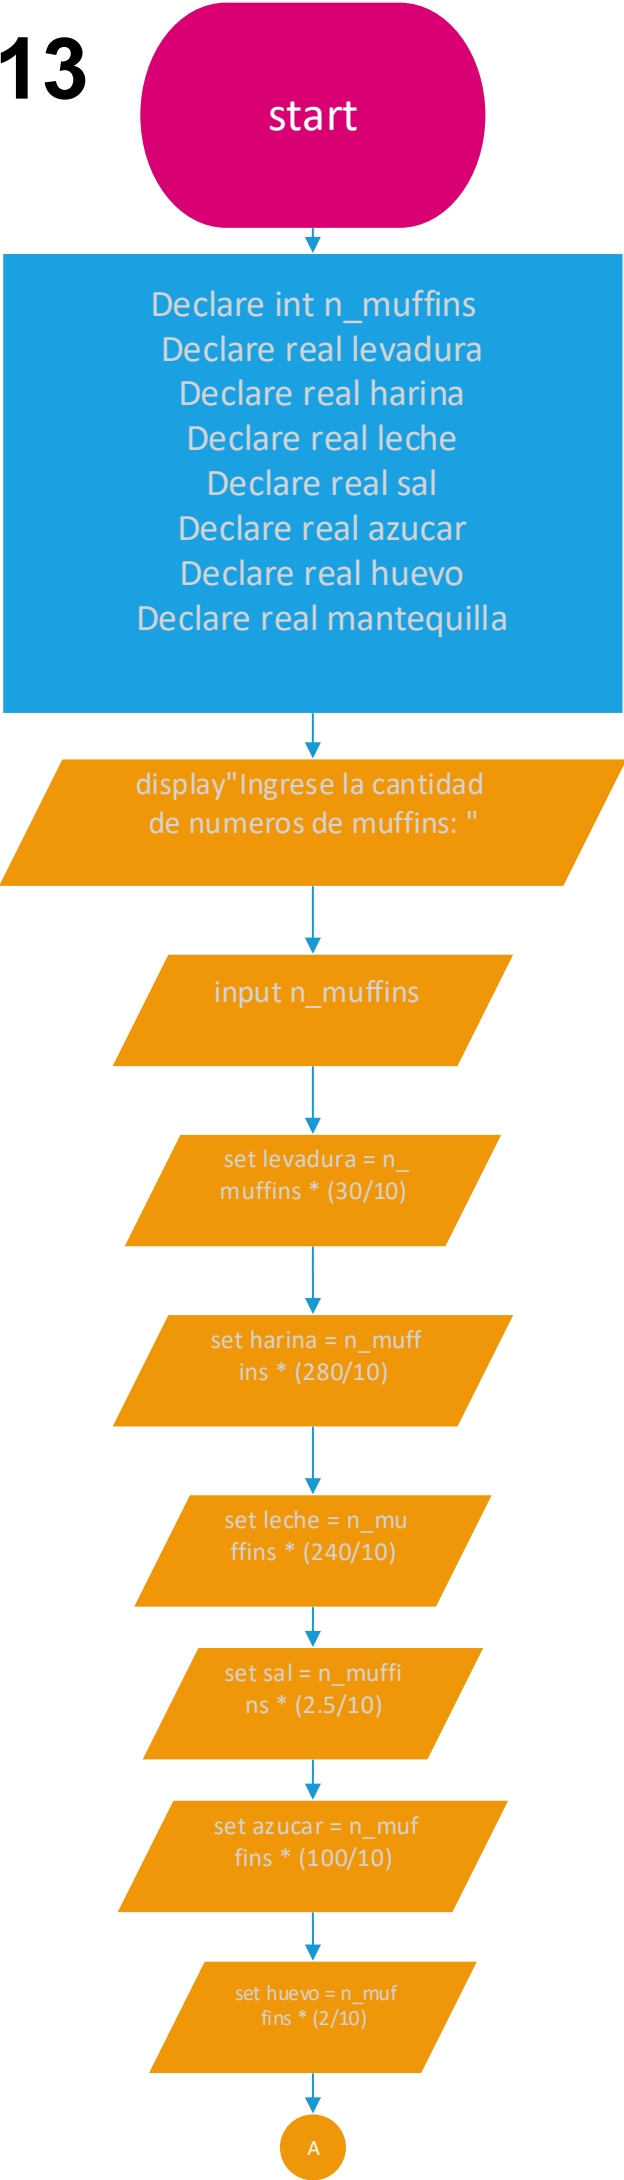 13
start
Declare int n_muffins
Declare real levadura
Declare real harina
Declare real leche
Declare real sal
Declare real azucar
Declare real huevo
Declare real mantequilla
display"Ingrese la cantidad
de numeros de muffins: "
input n_muffins
set levadura = n_
muffins * (30/10)
set harina = n_muff
ins * (280/10)
set leche = n_mu
ffins * (240/10)
set sal = n_muffi
ns * (2.5/10)
set azucar = n_muf
fins * (100/10)
set huevo = n_muf
fins * (2/10)
A